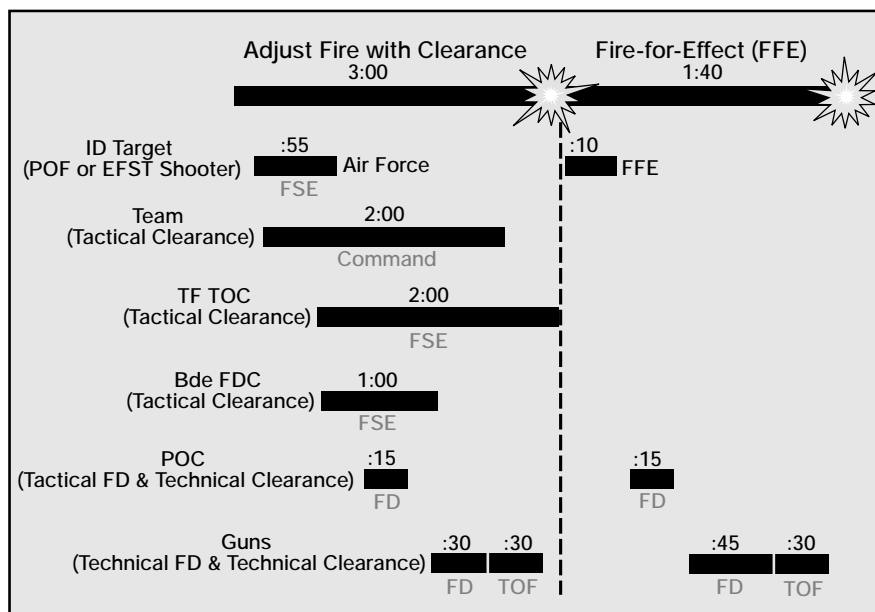 Adjust Fire with Clearance
Fire-for-Effect (FFE)
3:00
1:40
ID Target
(POF or EFST Shooter)
:55
Air Force
FSE
:10
FFE
Team
(Tactical Clearance)
2:00
Command
TF TOC
(Tactical Clearance)
2:00
FSE
Bde FDC
(Tactical Clearance)
1:00
FSE
POC
(Tactical FD & Technical Clearance)
:15
FD
:15
FD
Guns
(Technical FD & Technical Clearance)
:30
:30
FD
TOF
:45
:30
FD
TOF